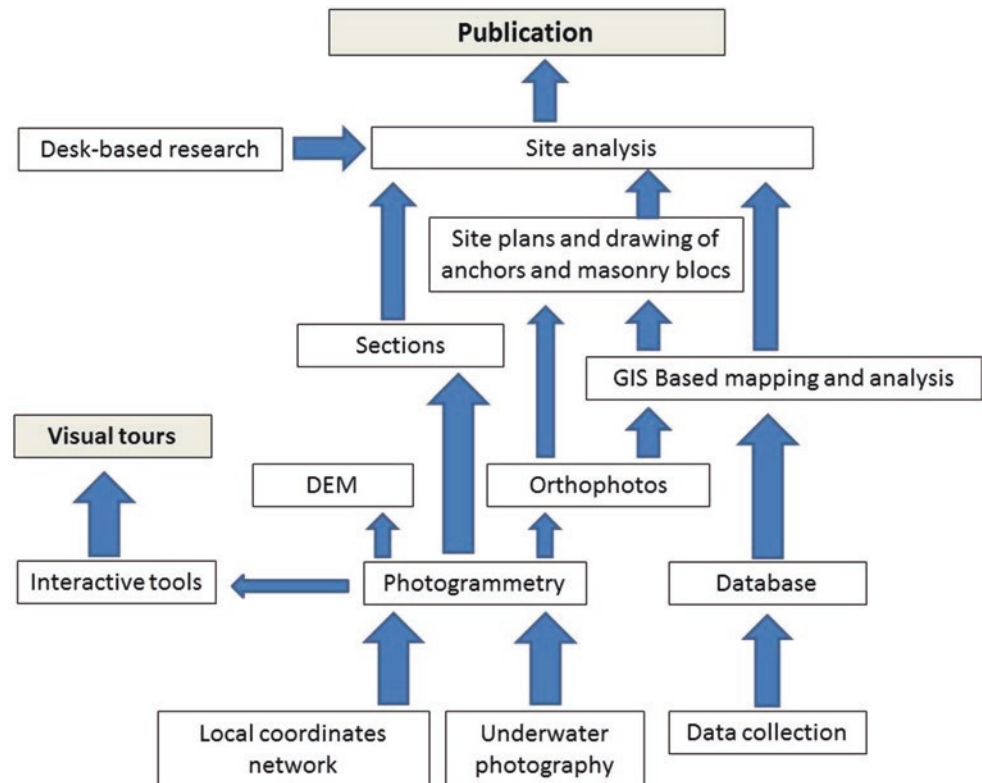 Publication
Desk-based research
Site analysis
Site plans and drawing of
anchors and masonry blocs
Sections
GIS Based mapping and analysis
Visual tours
DEM
Orthophotos
Interactive tools
Photogrammetry
Database
Local coordinates
network
Underwater
photography
Data collection